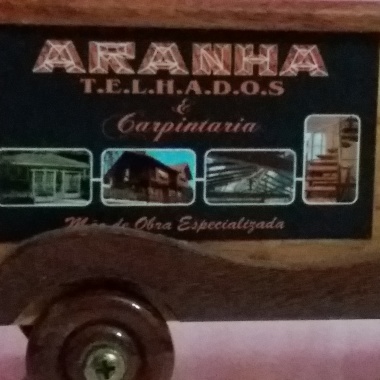 ARANHA
T.E.L.H.A.D.O.S
&
Carpintaria
Mão de Obra Especializada